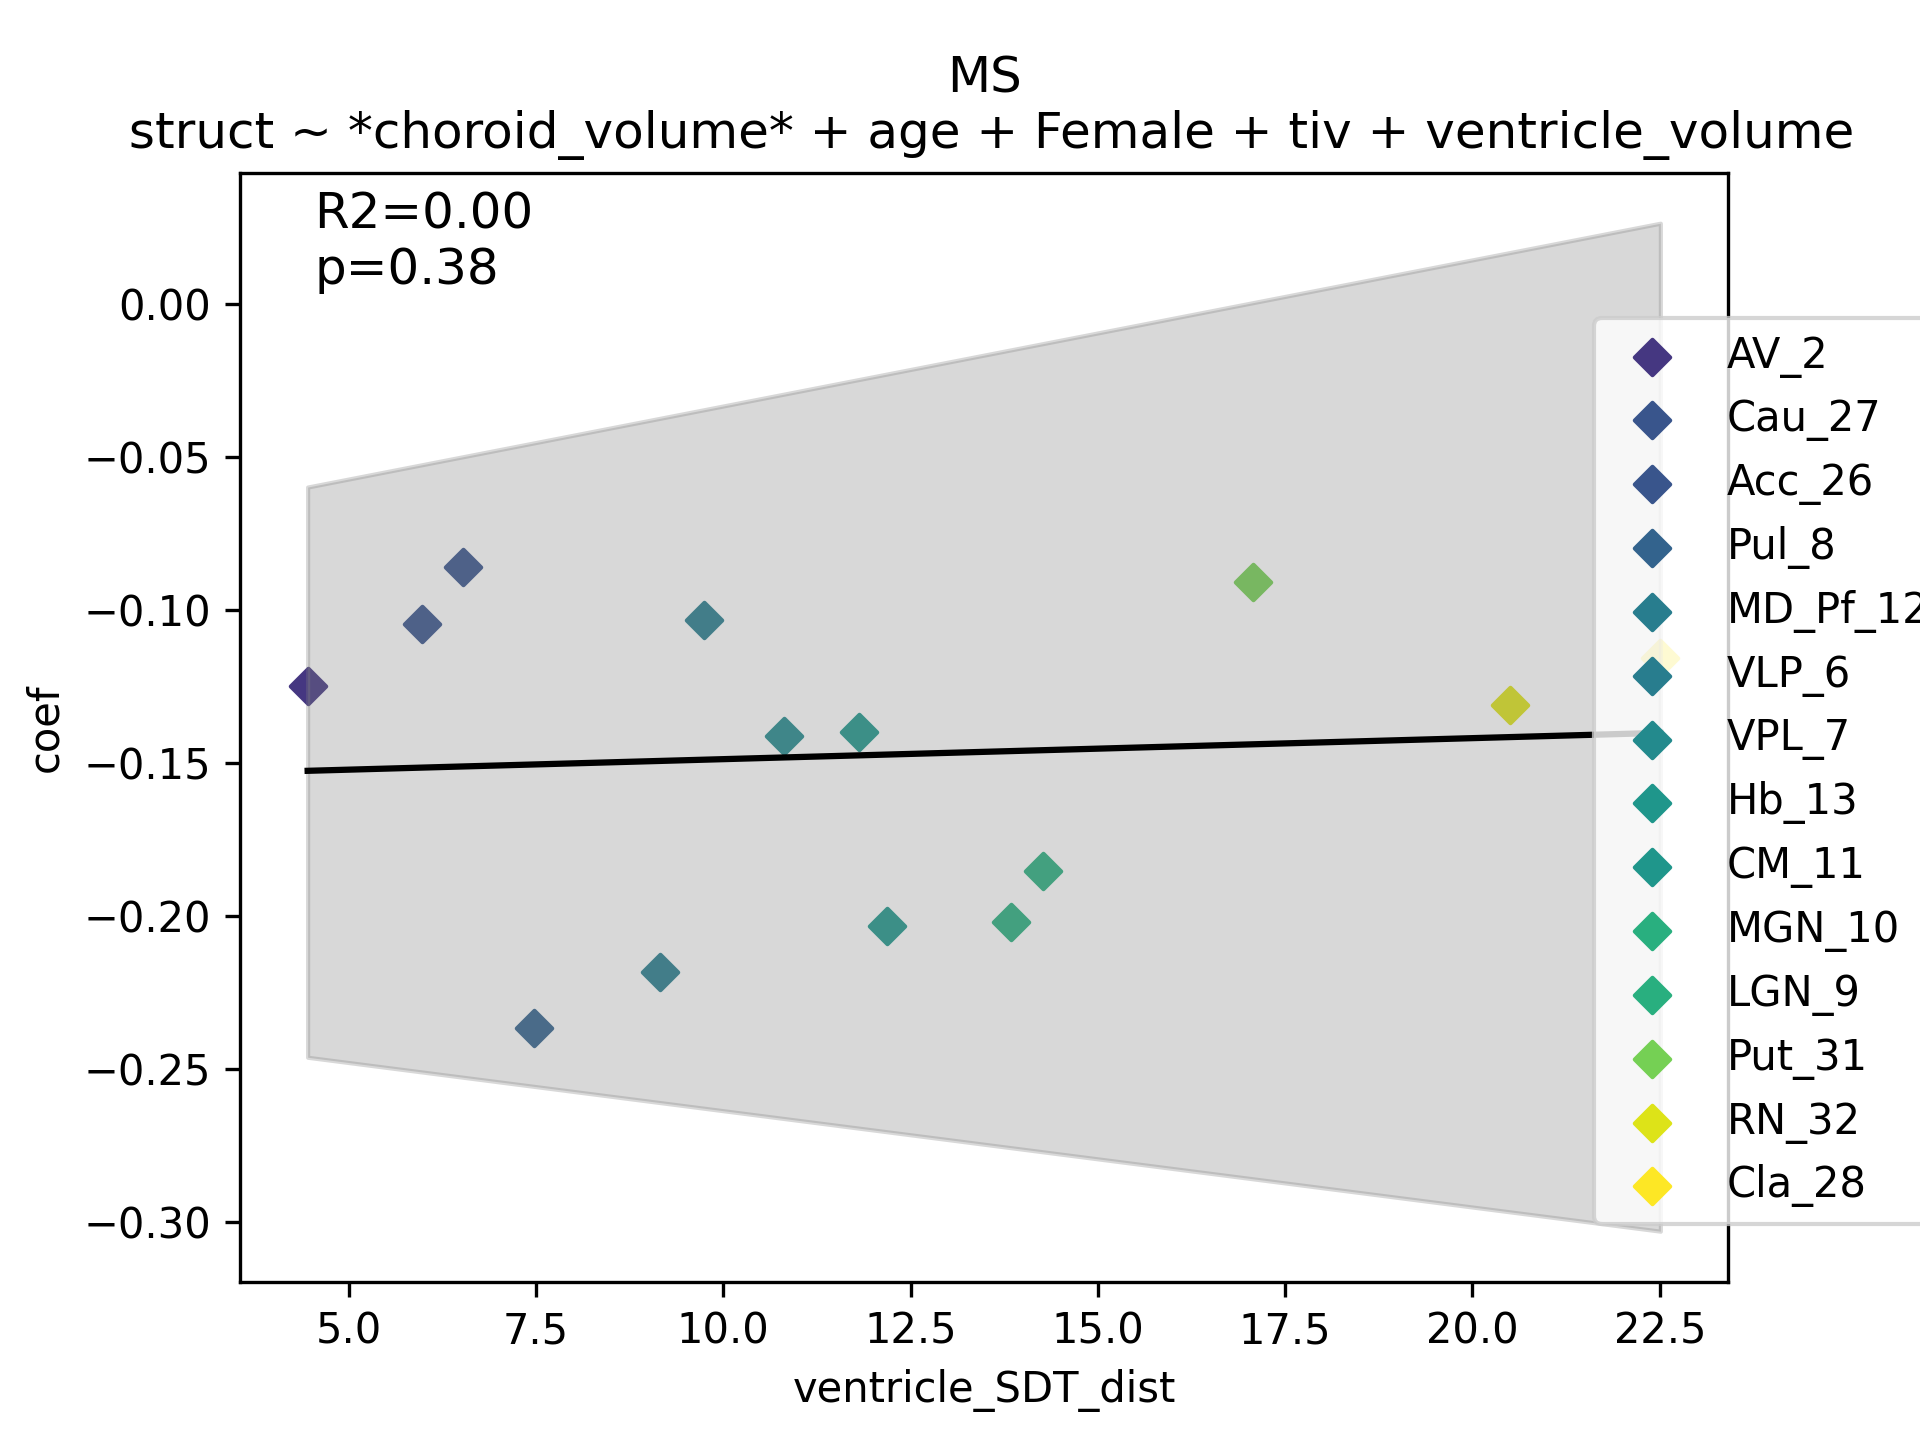 MS
struct ~ *choroid_volume* + age + Female + tiv + ventricle_volume
R2=0.00
p=0.38
0.00
−0.05
−0.10
−0.15
−0.20
−0.25
−0.30
coef
AV_2
Cau_27
Acc_26
Pul_8
MD_Pf_12
VLP_6
VPL_7
Hb_13
CM_11
MGN_10
LGN_9
Put_31
RN_32
Cla_28
5.0 7.5 10.0 12.5 15.0 17.5 20.0 22.5
ventricle_SDT_dist